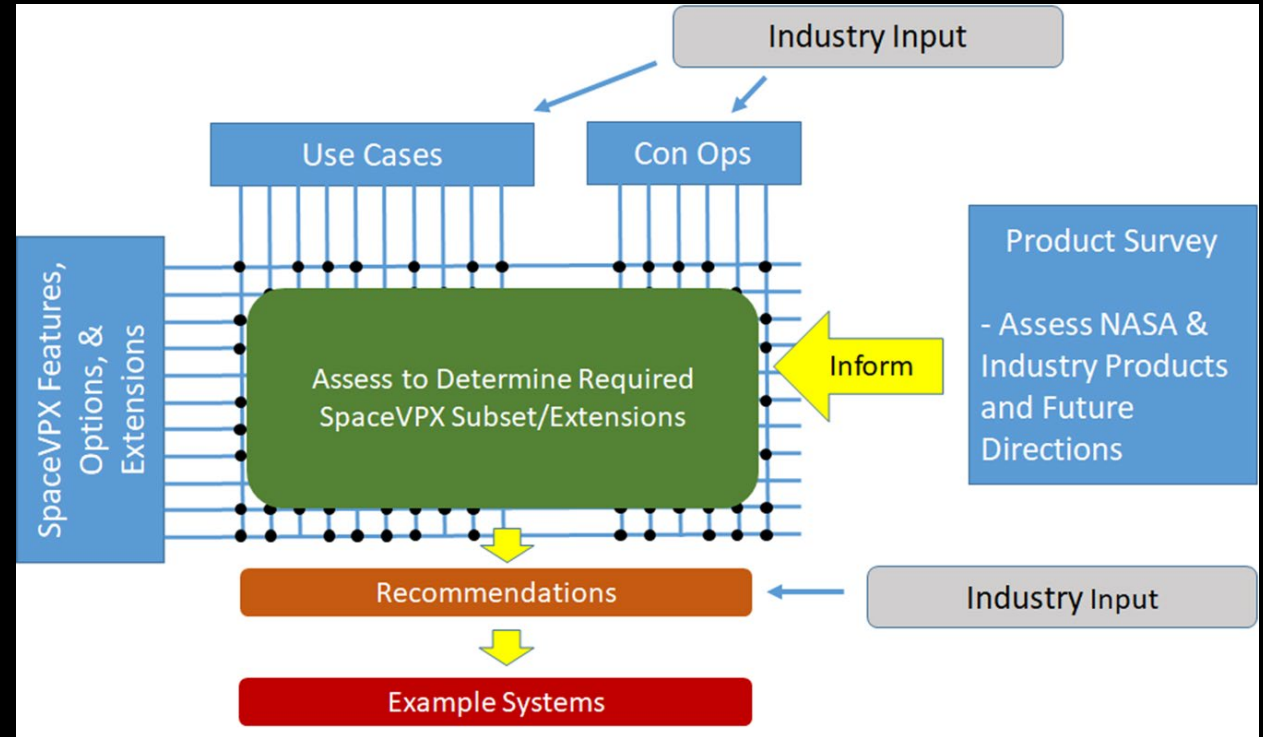 Industry Input
Use Cases
Con Ops
SpaceVPX Features,
Options, &
Extensions
Product Survey
- Assess NASA &
Industry Products
and Future
Directions
Inform
Assess to Determine Required
SpaceVPX Subset/Extensions
Recommendations
Industry Input
Example Systems